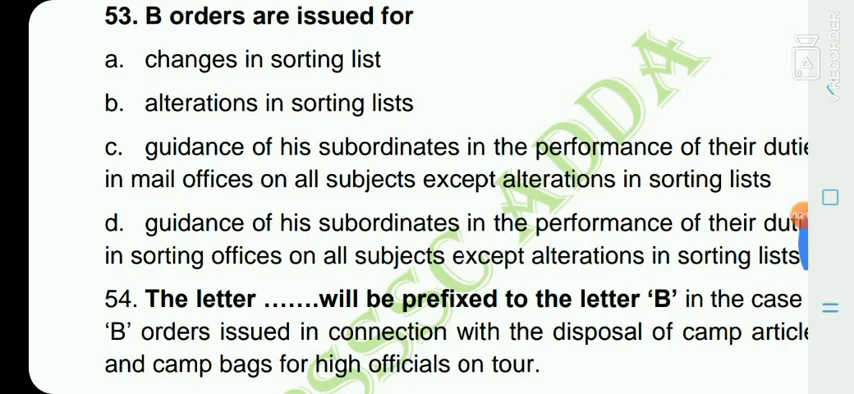 53. B orders are issued for
a. changes in sorting list
b. alterations in sorting lists
c. guidance of his subordinates in the performance of their dutie
in mail offices on all subjects except alterations in sorting lists
d. guidance of his subordinates in the performance of their dut
in sorting offices on all subjects except alterations in sorting lists
54. The letter .......will be prefixed to the letter ‘B’ in the case
‘B’ orders issued in connection with the disposal of camp article
and camp bags for high officials on tour.
SSSC ADDA
V RECORDER